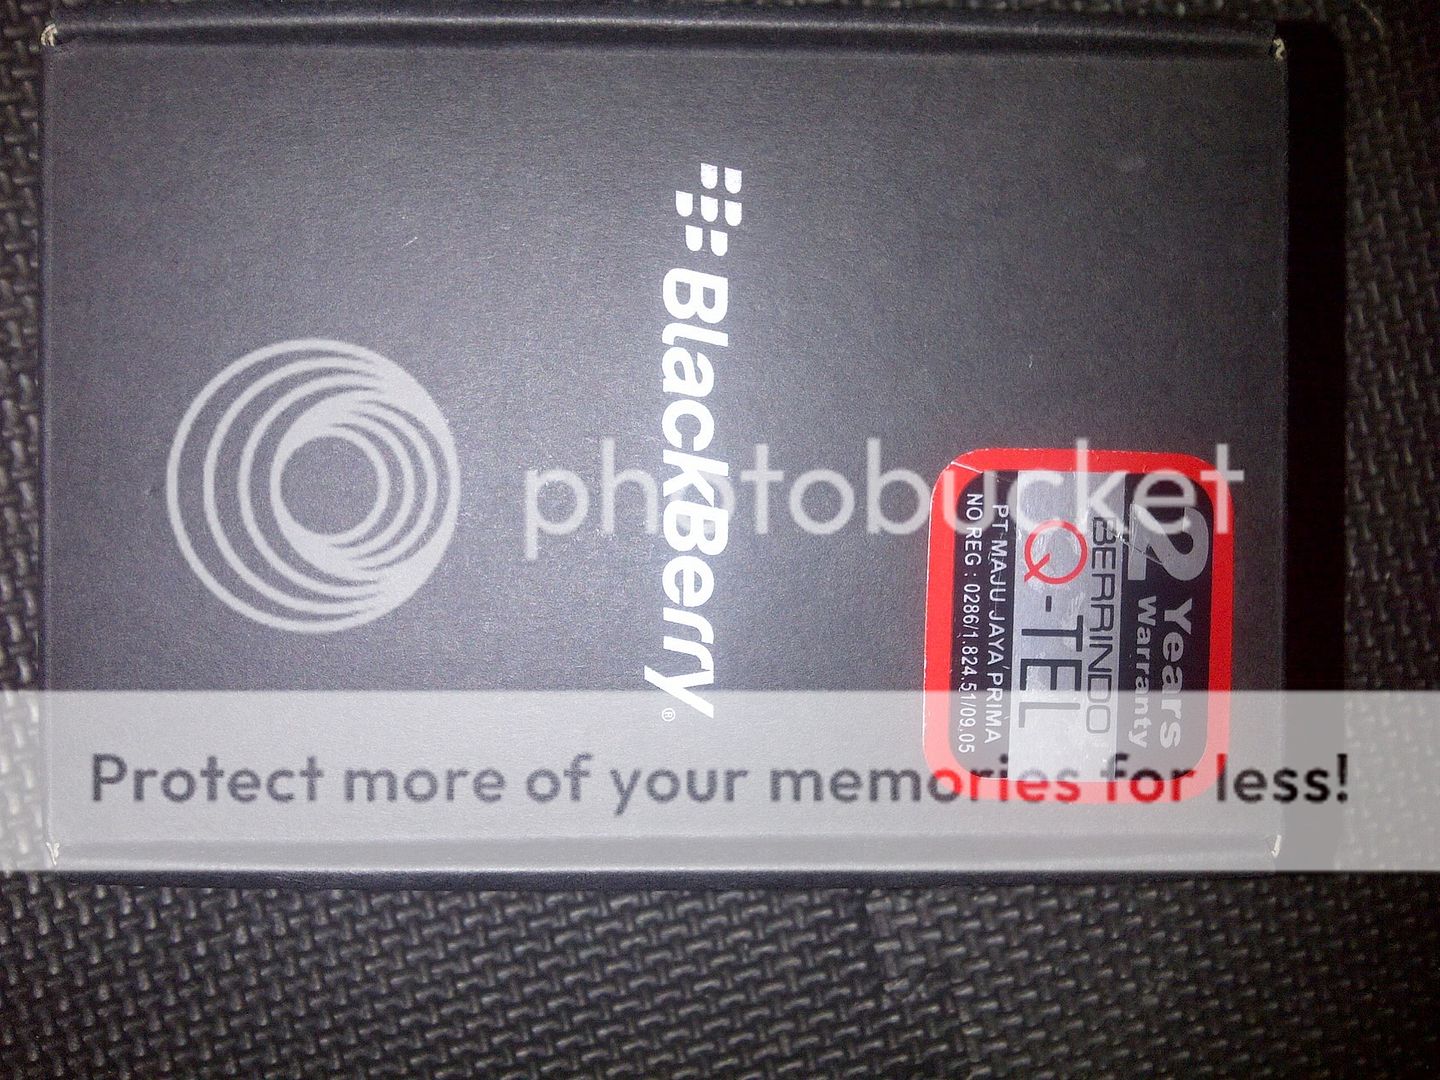 BlackBerry®
2 Years
Warranty
BERRINDO
Q-TEL
PT MAJU JAYA PRIMA
NO REG : 0286/1.824.51/09.05
photobucket
Protect more of your memories for less!